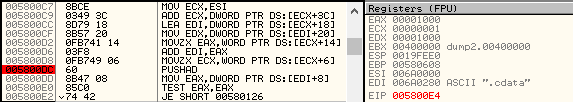 005800C7 8BCE MOV ECX,ESI
005800C9 0349 3C ADD ECX,DWORD PTR DS:[ECX+3C]
005800CC 8D79 18 LEA EDI,DWORD PTR DS:[ECX+18]
005800CF 8B57 20 MOV EDX,DWORD PTR DS:[EDI+20]
005800D2 0FB741 14 MOVZX EAX,WORD PTR DS:[ECX+14]
005800D6 03F8 ADD EDI,EAX
005800D8 0FB749 06 MOVZX ECX,WORD PTR DS:[ECX+6]
005800DC 60 PUSHAD
005800DD 8B47 08 MOV EAX,DWORD PTR DS:[EDI+8]
005800E0 85C0 TEST EAX,EAX
005800E2 74 42 JE SHORT 00580126
Registers (FPU)
EAX 00001000
ECX 00000001
EDX 00001000
EBX 00400000 dump2.00400000
ESP 0019FFE0
EBP 005800E8
ESI 006A0000
EDI 006A0200 ASCII ".cdata"
EIP 005800E4